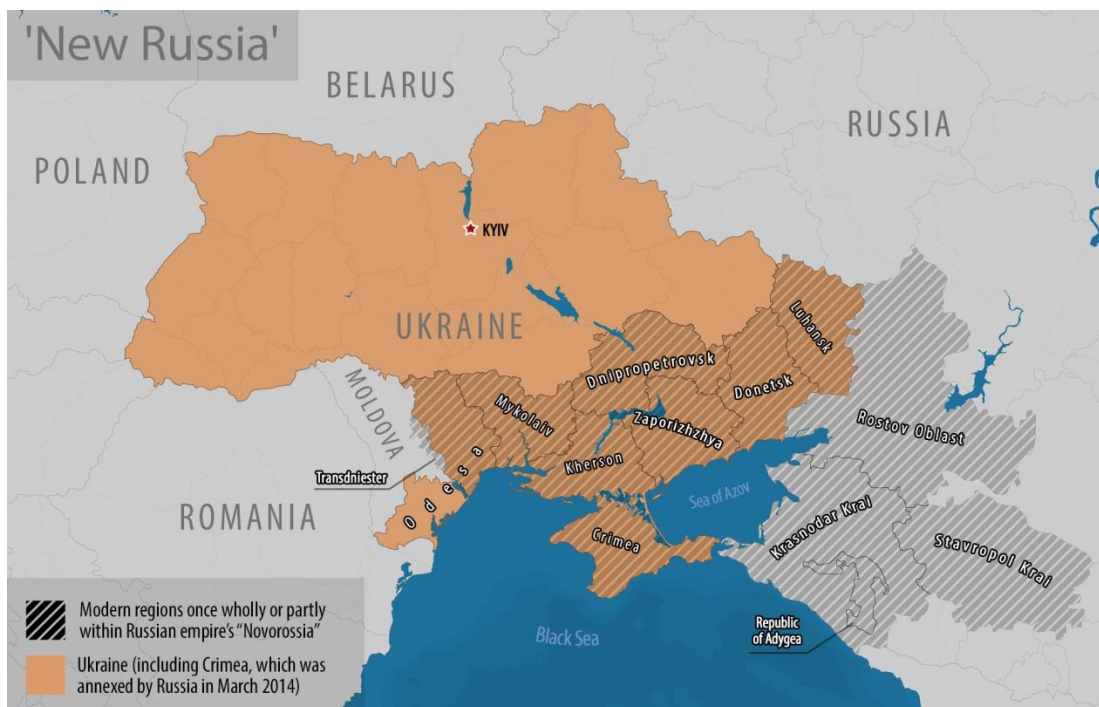 'New Russia'
BELARUS
RUSSIA
POLAND
KYIV
UKRAINE
Luhansk
Dnipropetrovsk
Donetsk
MOLDOVA
Mykolaiv
Zaporizhzhya
Rostov Oblast
Transdniester
Odesa
Kherson
Sea of Azov
ROMANIA
Crimea
Krasnodar Krai
Stavropol Krai
Modern regions once wholly or partly
within Russian empire's "Novorossia"
Black Sea
Republic
of Adygea
Ukraine (including Crimea, which was
annexed by Russia in March 2014)